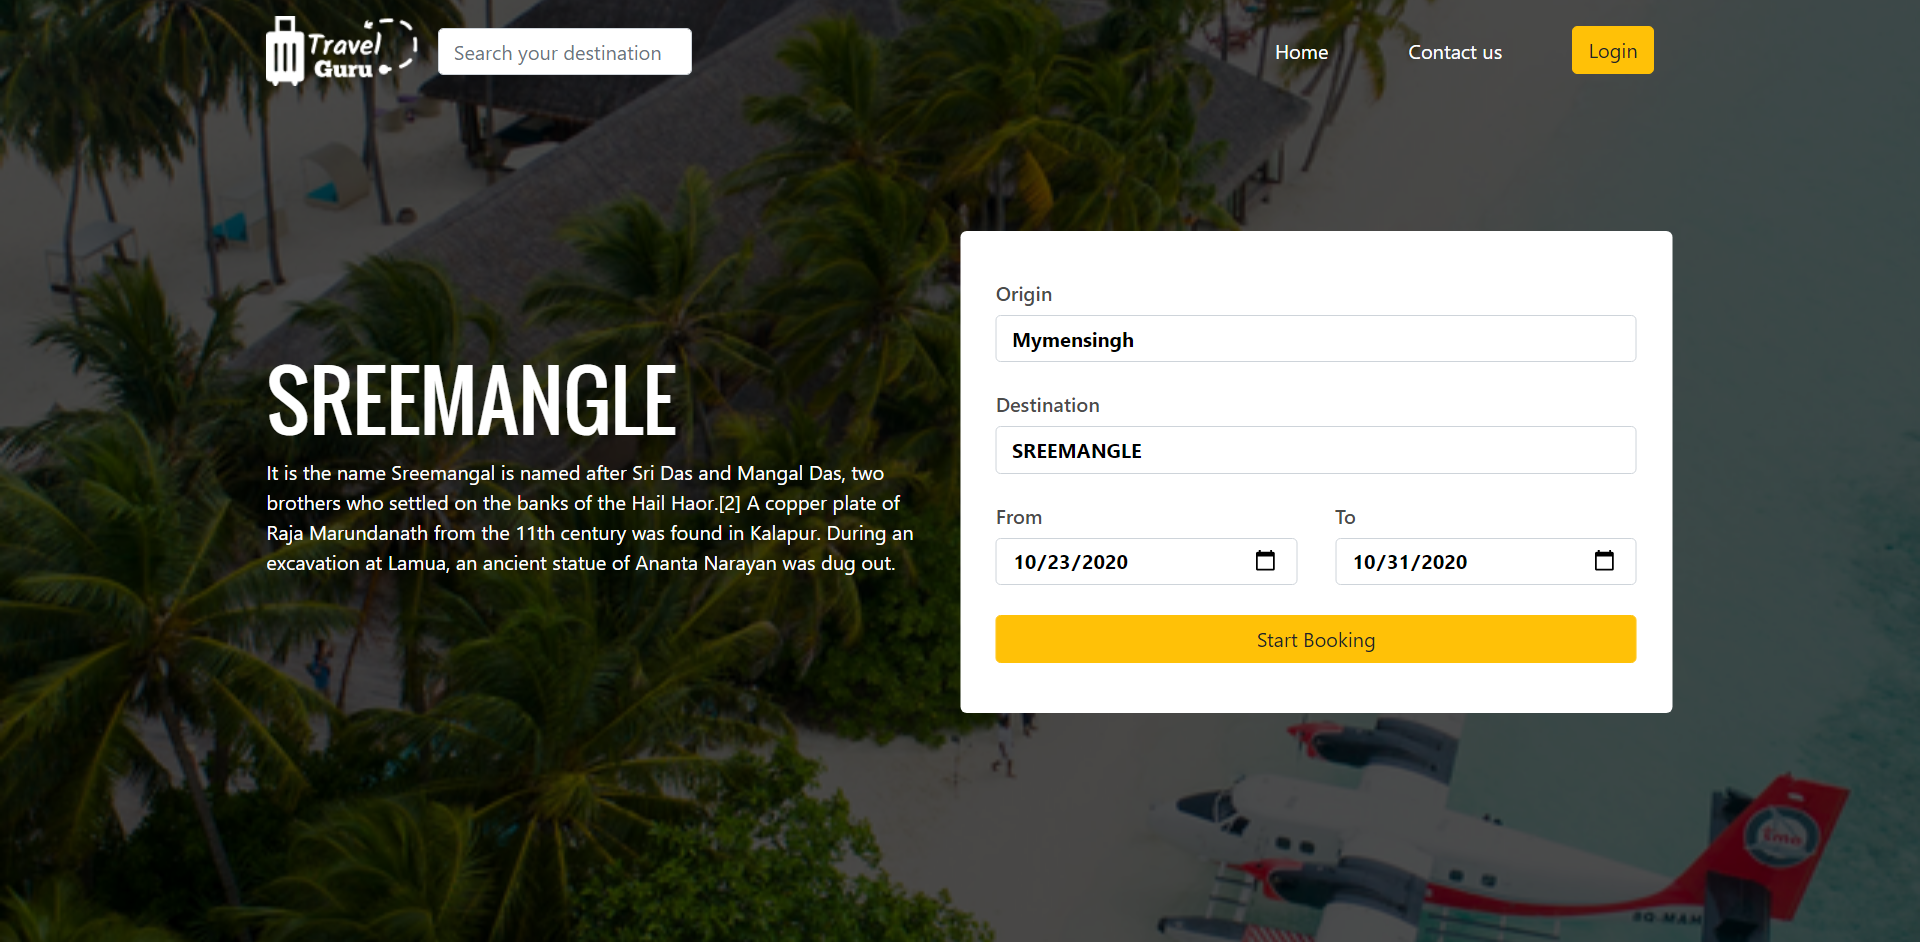 Travel
Guru
Search your destination
Home
Contact us
Login
SREEMANGLE
It is the name Sreemangal is named after Sri Das and Mangal Das, two
brothers who settled on the banks of the Hail Haor.[2] A copper plate of
Raja Marundanath from the 11th century was found in Kalapur. During an
excavation at Lamua, an ancient statue of Ananta Narayan was dug out.
Origin
Mymensingh
Destination
SREEMANGLE
From
To
10/23/2020
10/31/2020
Start Booking
8Q-MAH